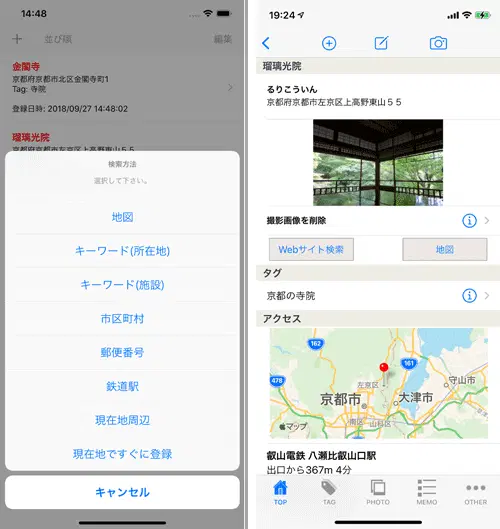 14:48
並び順
編集
金閣寺
京都府京都市北区金閣寺町1
Tag: 寺院
登録日時: 2018/09/27 14:48:02
瑠璃光院
京都府京都市左京区上高野東山５５
検索方法
選択して下さい。
地図
キーワード(所在地)
キーワード(施設)
市区町村
郵便番号
鉄道駅
現在地周辺
現在地ですぐに登録
キャンセル
19:24
瑠璃光院
るりこういん
京都府京都市左京区上高野東山５５
撮影画像を削除
Webサイト検索
地図
タグ
京都の寺院
アクセス
162
161
478
左京区
守山市
京都市
大津市
南区
山科区
マップ
叡山電鉄 八瀬比叡山口駅
出口から367m 4分
TOP
TAG
PHOTO
MEMO
OTHER